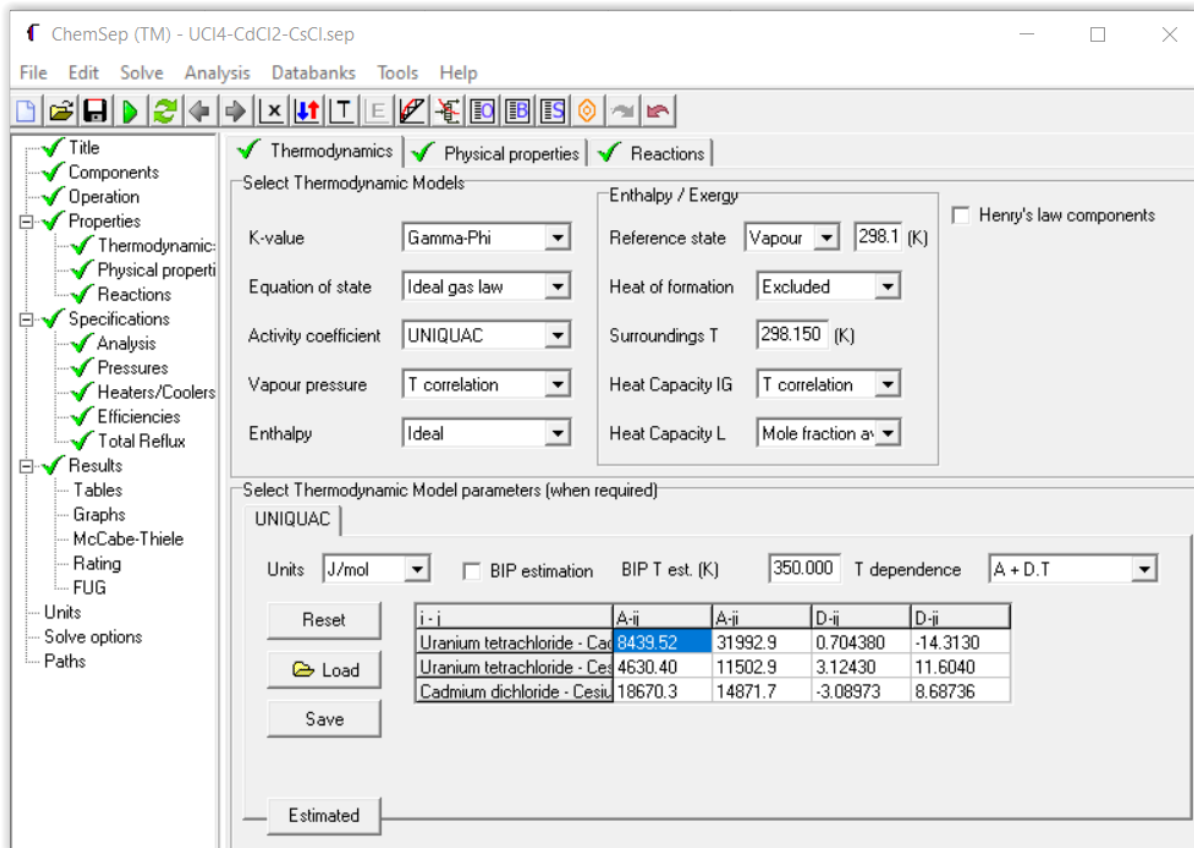 ChemSep (TM) - UCl4-CdCl2-CsCl.sep
File Edit Solve Analysis Databanks Tools Help
x T E O B S
Title
Components
Operation
Properties
Thermodynamic:
Physical properti
Reactions
Specifications
Analysis
Pressures
Heaters/Coolers
Efficiencies
Total Reflux
Results
Tables
Graphs
McCabe-Thiele
Rating
FUG
Units
Solve options
Paths
Thermodynamics Physical properties Reactions
Select Thermodynamic Models
K-value Gamma-Phi
Equation of state Ideal gas law
Activity coefficient UNIQUAC
Vapour pressure T correlation
Enthalpy Ideal
Enthalpy / Exergy
Reference state Vapour 298.1 (K)
Heat of formation Excluded
Surroundings T 298.150 (K)
Heat Capacity IG T correlation
Heat Capacity L Mole fraction av
Henry's law components
Select Thermodynamic Model parameters (when required)
UNIQUAC
Units J/mol BIP estimation BIP T est. (K) 350.000 T dependence A + D.T
Reset
Load
Save
Estimated
i - j A-ij A-ji D-ij D-ji
Uranium tetrachloride - Cad 8439.52 31992.9 0.704380 -14.3130
Uranium tetrachloride - Ces 4630.40 11502.9 3.12430 11.6040
Cadmium dichloride - Cesiu 18670.3 14871.7 -3.08973 8.68736